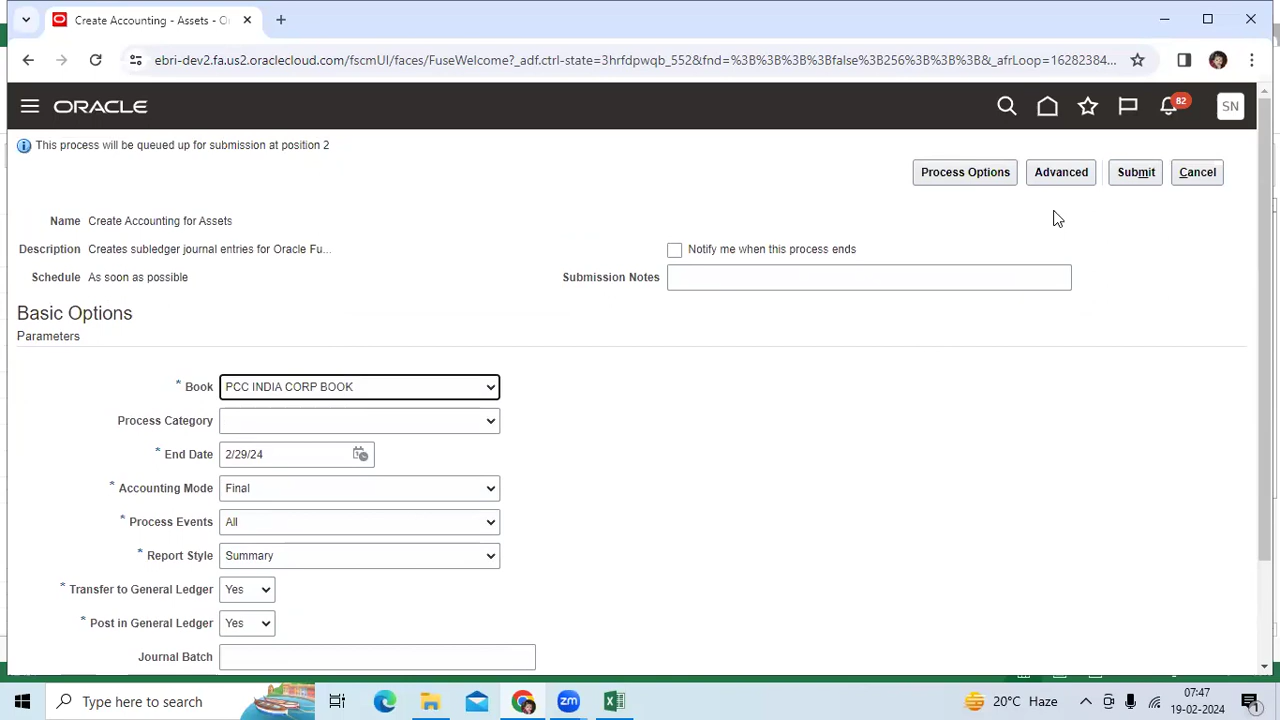 Create Accounting - Assets - O
ebri-dev2.fa.us2.oraclecloud.com/fscmUI/faces/FuseWelcome?_adf.ctrl-state=3hrfdpwqb_552&fnd=%3B%3B%3B%3Bfalse%3B256%3B%3B%3B&_afrLoop=16282384...
ORACLE
82
SN
This process will be queued up for submission at position 2
Process Options
Advanced
Submit
Cancel
Name Create Accounting for Assets
Description Creates subledger journal entries for Oracle Fu...
Notify me when this process ends
Schedule As soon as possible
Submission Notes
Basic Options
Parameters
* Book PCC INDIA CORP BOOK
Process Category
* End Date 2/29/24
* Accounting Mode Final
* Process Events All
* Report Style Summary
* Transfer to General Ledger Yes
* Post in General Ledger Yes
Journal Batch
Type here to search
zm
20°C Haze
07:47
19-02-2024
1